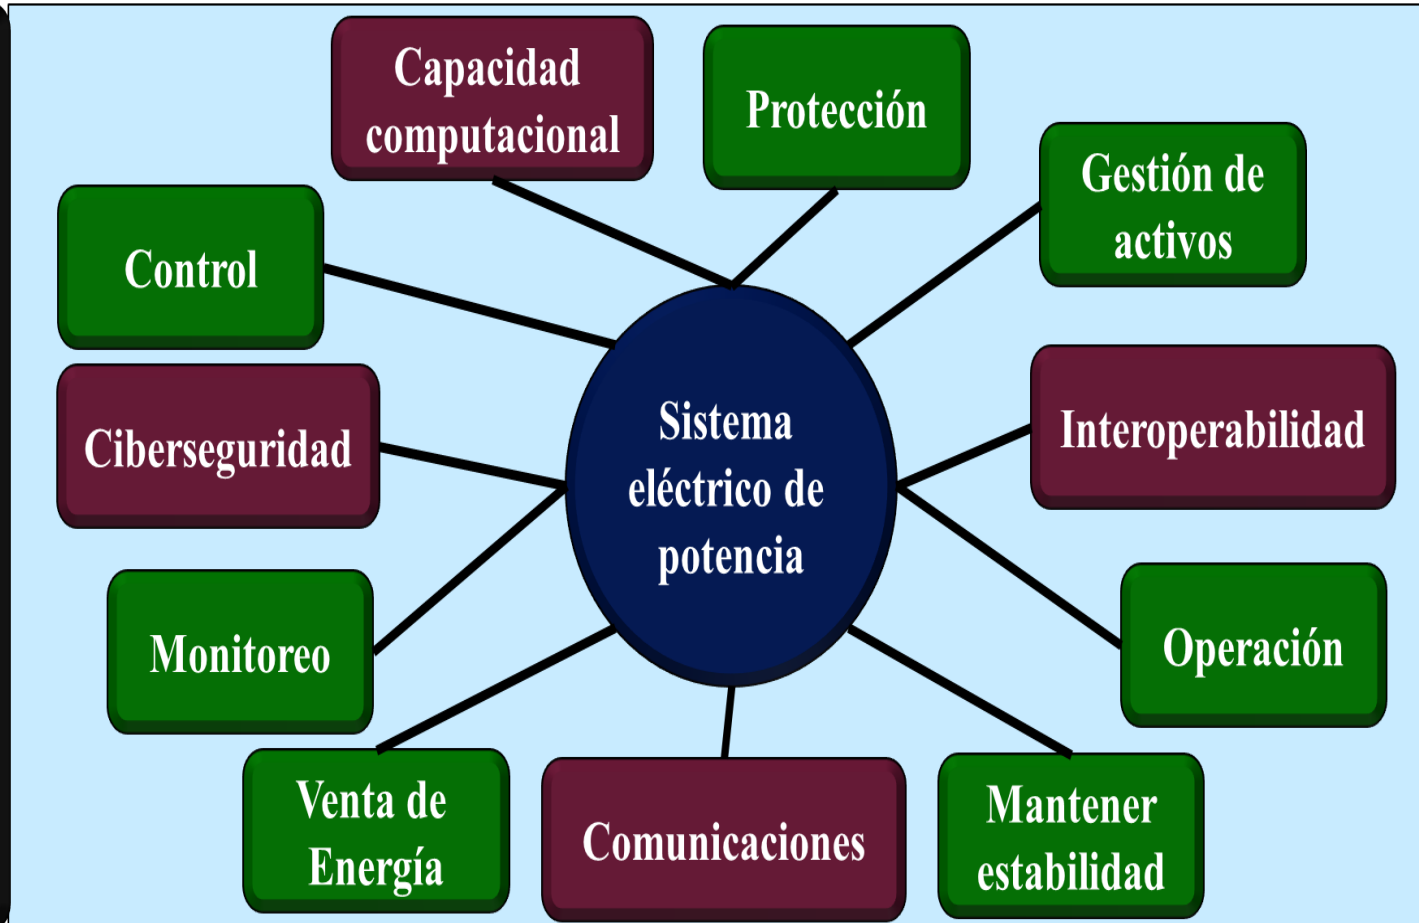 Capacidad
computacional
Protección
Gestión de
activos
Control
Interoperabilidad
Ciberseguridad
Sistema
eléctrico de
potencia
Monitoreo
Operación
Venta de
Energía
Comunicaciones
Mantener
estabilidad